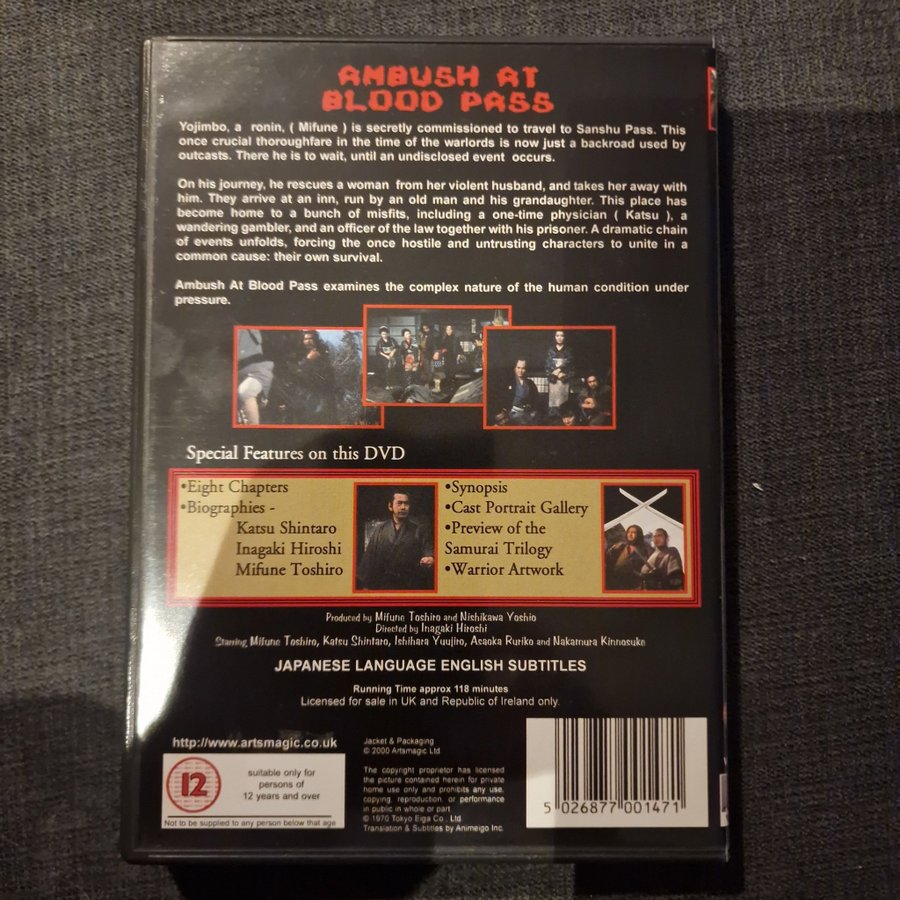 AMBUSH AT
BLOOD PASS
Yojimbo, a ronin, ( Mifune ) is secretly commissioned to travel to Sanshu Pass. This
once crucial thoroughfare in the time of the warlords is now just a backroad used by
outcasts. There he is to wait, until an undisclosed event occurs.
On his journey, he rescues a woman from her violent husband, and takes her away with
him. They arrive at an inn, run by an old man and his grandaughter. This place has
become home to a bunch of misfits, including a one-time physician ( Katsu ), a
wandering gambler, and an officer of the law together with his prisoner. A dramatic chain
of events unfolds, forcing the once hostile and untrusting characters to unite in a
common cause: their own survival.
Ambush At Blood Pass examines the complex nature of the human condition under
pressure.
Special Features on this DVD
•Eight Chapters
•Biographies -
Katsu Shintaro
Inagaki Hiroshi
Mifune Toshiro
•Synopsis
•Cast Portrait Gallery
•Preview of the
Samurai Trilogy
•Warrior Artwork
Produced by Mifune Toshiro and Nishikawa Yoshio
Directed by Inagaki Hiroshi
Starring Mifune Toshiro, Katsu Shintaro, Ishihara Yuujiro, Asaoka Ruriko and Nakamura Kinnosuke
JAPANESE LANGUAGE ENGLISH SUBTITLES
Running Time approx 118 minutes
Licensed for sale in UK and Republic of Ireland only.
http://www.artsmagic.co.uk
12
suitable only for
persons of
12 years and over
Not to be supplied to any person below that age
Jacket & Packaging
© 2000 Artsmagic Ltd
The copyright proprietor has licensed
the picture contained herein for private
home use only and prohibits any use,
copying, reproduction, or performance
in public in whole or part.
© 1970 Tokyo Eiga Co., Ltd.
Translation & Subtitles by Animeigo Inc.
5 026877 001471